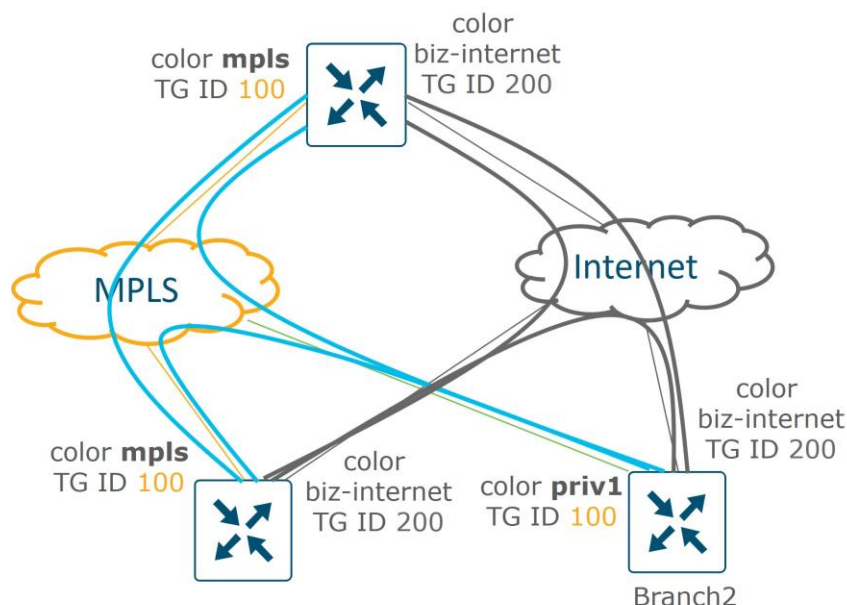 color mpls
TG ID 100
color
biz-internet
TG ID 200
MPLS
Internet
color mpls
TG ID 100
color
biz-internet
TG ID 200
color priv1
TG ID 100
color
biz-internet
TG ID 200
Branch2